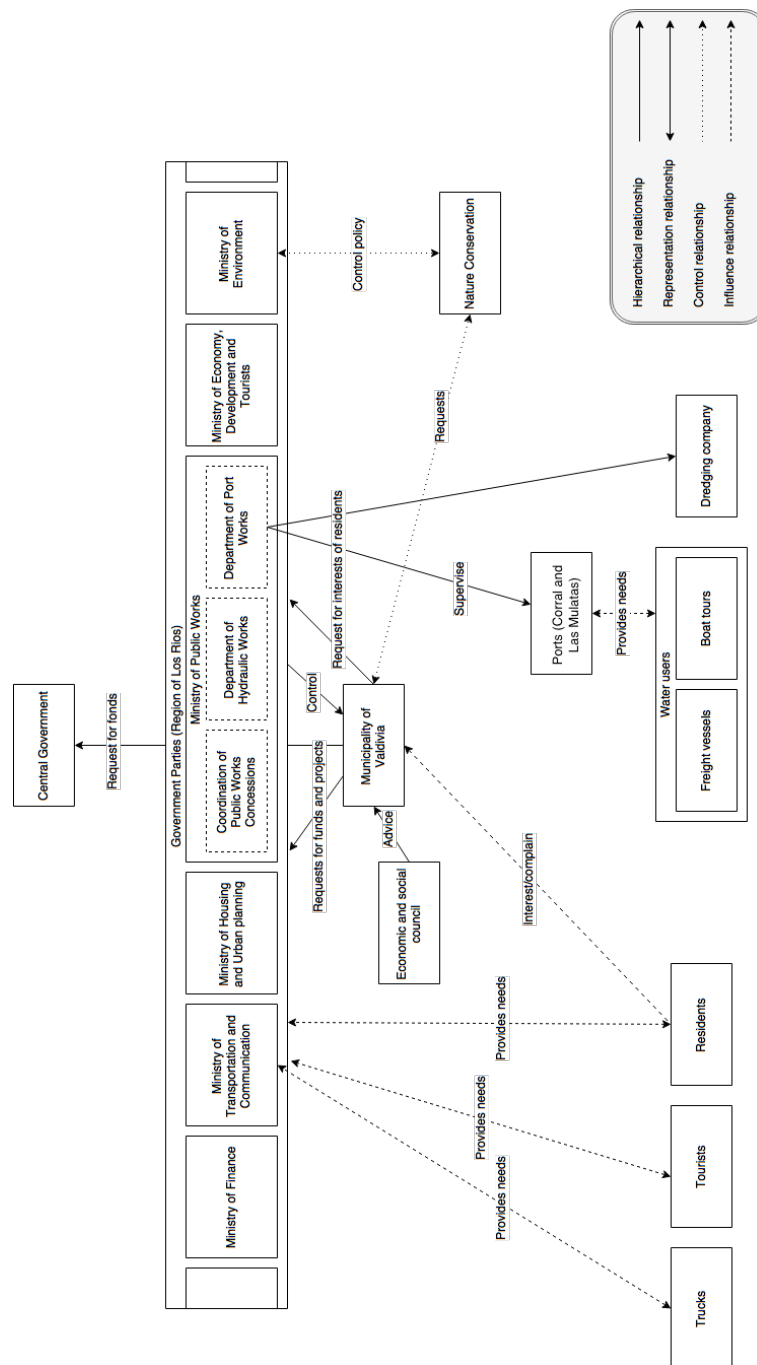 Central Government
Request for funds
Government Parties (Region of Los Rios)
Ministry of Finance
Ministry of
Transportation and
Communication
Ministry of Housing
and Urban planning
Ministry of Public Works
Coordination of
Public Works
Concessions
Department of
Hydraulic Works
Department of Port
Works
Ministry of Economy,
Development and
Tourists
Ministry of
Environment
Requests for funds and projects
Control
Request for interests of residents
Control policy
Municipality of
Valdivia
Advice
Economic and social
council
Nature Conservation
Requests
Supervise
Interest/complain
Provides needs
Provides needs
Provides needs
Ports (Corral and
Las Mulatas)
Provides needs
Water users
Freight vessels
Boat tours
Dredging company
Trucks
Tourists
Residents
Hierarchical relationship
Representation relationship
Control relationship
Influence relationship